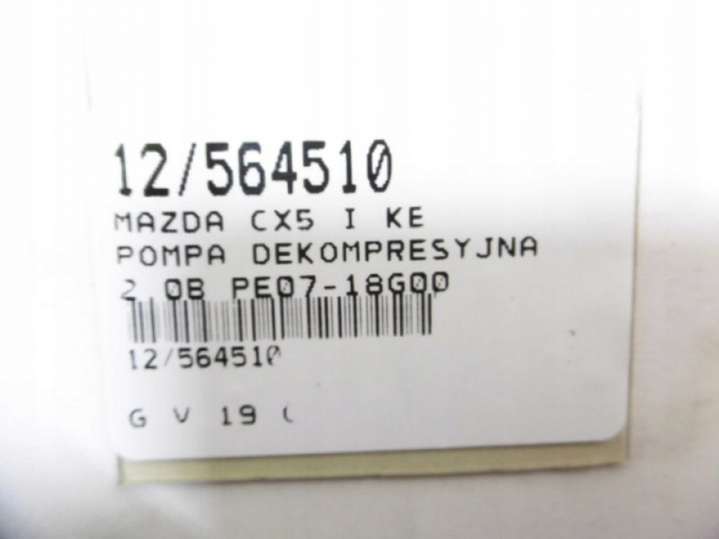 12/564510
MAZDA CX5 I KE
POMPA DEKOMPRESYJNA
2.0B PE07-18G00
12/564510
G V 19